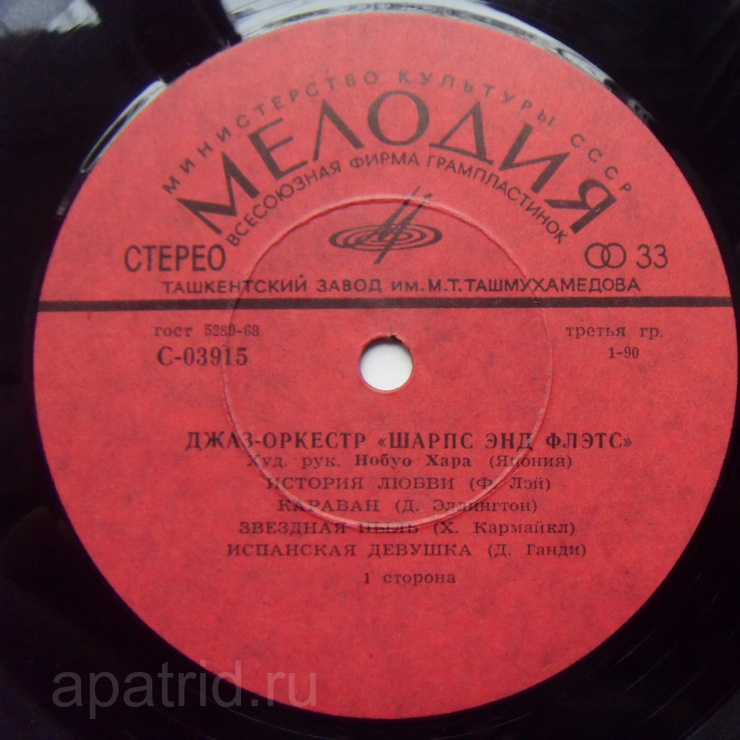 МИНИСТЕРСТВО КУЛЬТУРЫ СССР
МЕЛОДИЯ
ВСЕСОЮЗНАЯ ФИРМА ГРАМПЛАСТИНОК
СТЕРЕО 33
ТАШКЕНТСКИЙ ЗАВОД ИМ. М.Т. ТАШМУХАМЕДОВА
гост 5289-68 третья гр.
С-03915 1-90
ДЖАЗ-ОРКЕСТР «ШАРПС ЭНД ФЛЭТС»
Худ. рук. Нобуо Хара (Япония)
ИСТОРИЯ ЛЮБВИ (Ф. Лэй)
КАРАВАН (Д. Эллингтон)
ЗВЕЗДНАЯ ПЫЛЬ (Х. Кармайкл)
ИСПАНСКАЯ ДЕВУШКА (Д. Ганди)
1 сторона
apatrid.ru